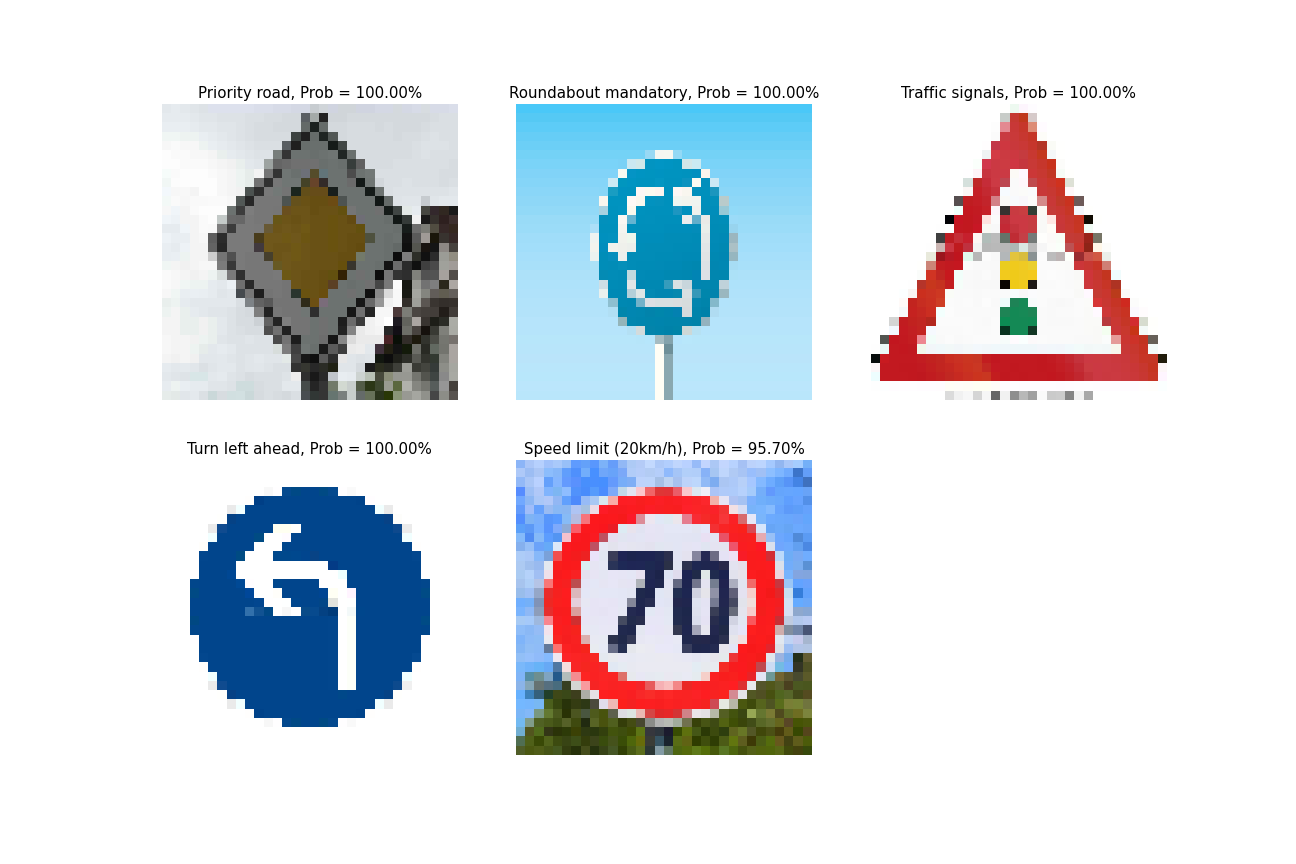 Priority road, Prob = 100.00%
Roundabout mandatory, Prob = 100.00%
Traffic signals, Prob = 100.00%
Turn left ahead, Prob = 100.00%
Speed limit (20km/h), Prob = 95.70%
70